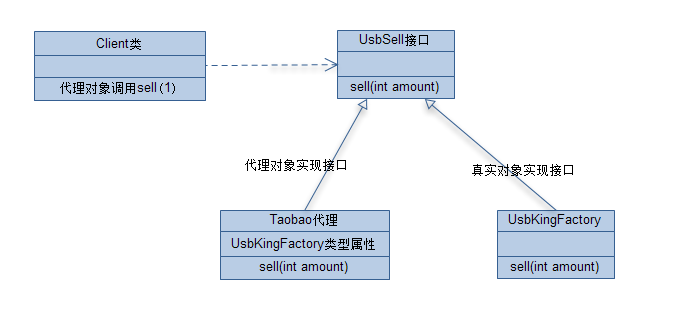 Client类
代理对象调用sell(1)
UsbSell接口
sell(int amount)
代理对象实现接口
真实对象实现接口
Taobao代理
UsbKingFactory类型属性
sell(int amount)
UsbKingFactory
sell(int amount)